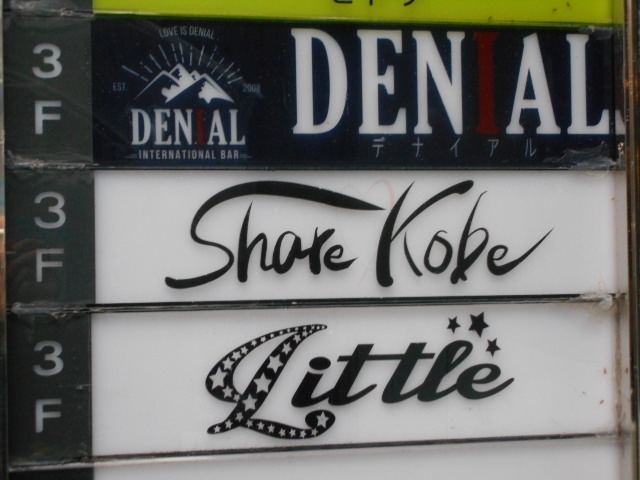 3F
LOVE IS DENIAL
EST. 2008
DENIAL
INTERNATIONAL BAR
DENIAL
デナイアル
3F
Share Kobe
3F
Little